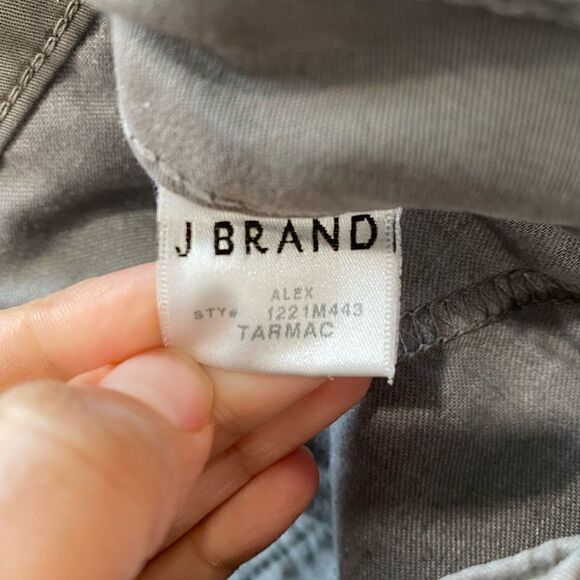 J BRAND
ALEX
STY# 1221M443
TARMAC